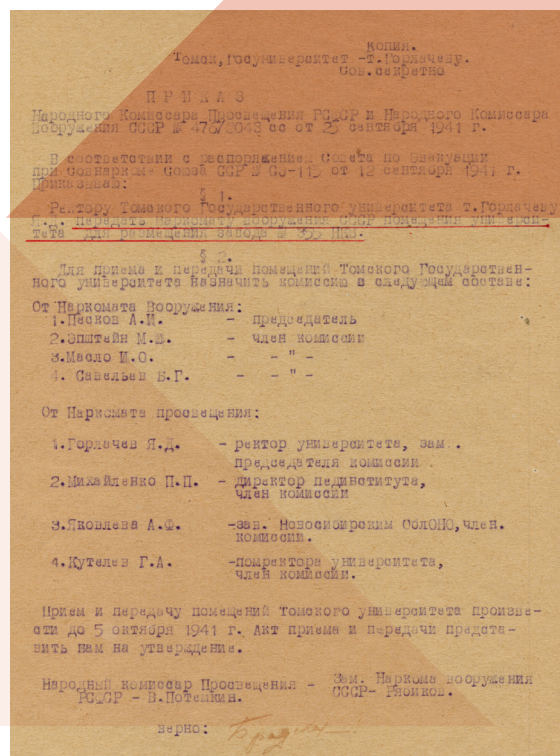 Копия.
Томск, Госуниверситет -т.Горлачеву.
Сов.секретно
ПРИКАЗ
Народного Комиссара Просвещения РСФСР и Народного Комиссара
Вооружения СССР № 476/304з сс от 25 сентября 1941 г.
В соответствии с распоряжением Совета по эвакуации
при Совнаркоме Союза ССР № СЭ-115 от 12 сентября 1941 г.
Приказываю:
§ 1.
Ректору Томского Государственного университета т.Горлачеву
Я.Д. передать Наркомату вооружения СССР помещения универси-
тета для размещения завода № 355 НКВ.
§ 2.
Для приема и передачи помещений Томского Государствен-
ного университета назначить комиссию в следующем составе:
От Наркомата Вооружения:
1.Песков А.И. - председатель
2.Эпштейн М.Б. - член комиссии
3.Масло И.О. - - " -
4. Савельев Б.Г. - - " -
От Наркомата просвещения:
1.Горлачев Я.Д. - ректор университета, зам.
председателя комиссии
2.Михайленко П.П. - директор пединститута,
член комиссии
3.Яковлева А.Ф. -зав. Новосибирским ОблОНО,член.
комиссии.
4.Кутелев Г.А. -помректора университета,
член комиссии.
Прием и передачу помещений Томского университета произве-
сти до 5 октября 1941 г. Акт приема и передачи предста-
вить нам на утверждение.
Народный комиссар Просвещения - Зам. Наркома вооружения
РСФСР - В.Потемкин. СССР- Рябиков.
верно: